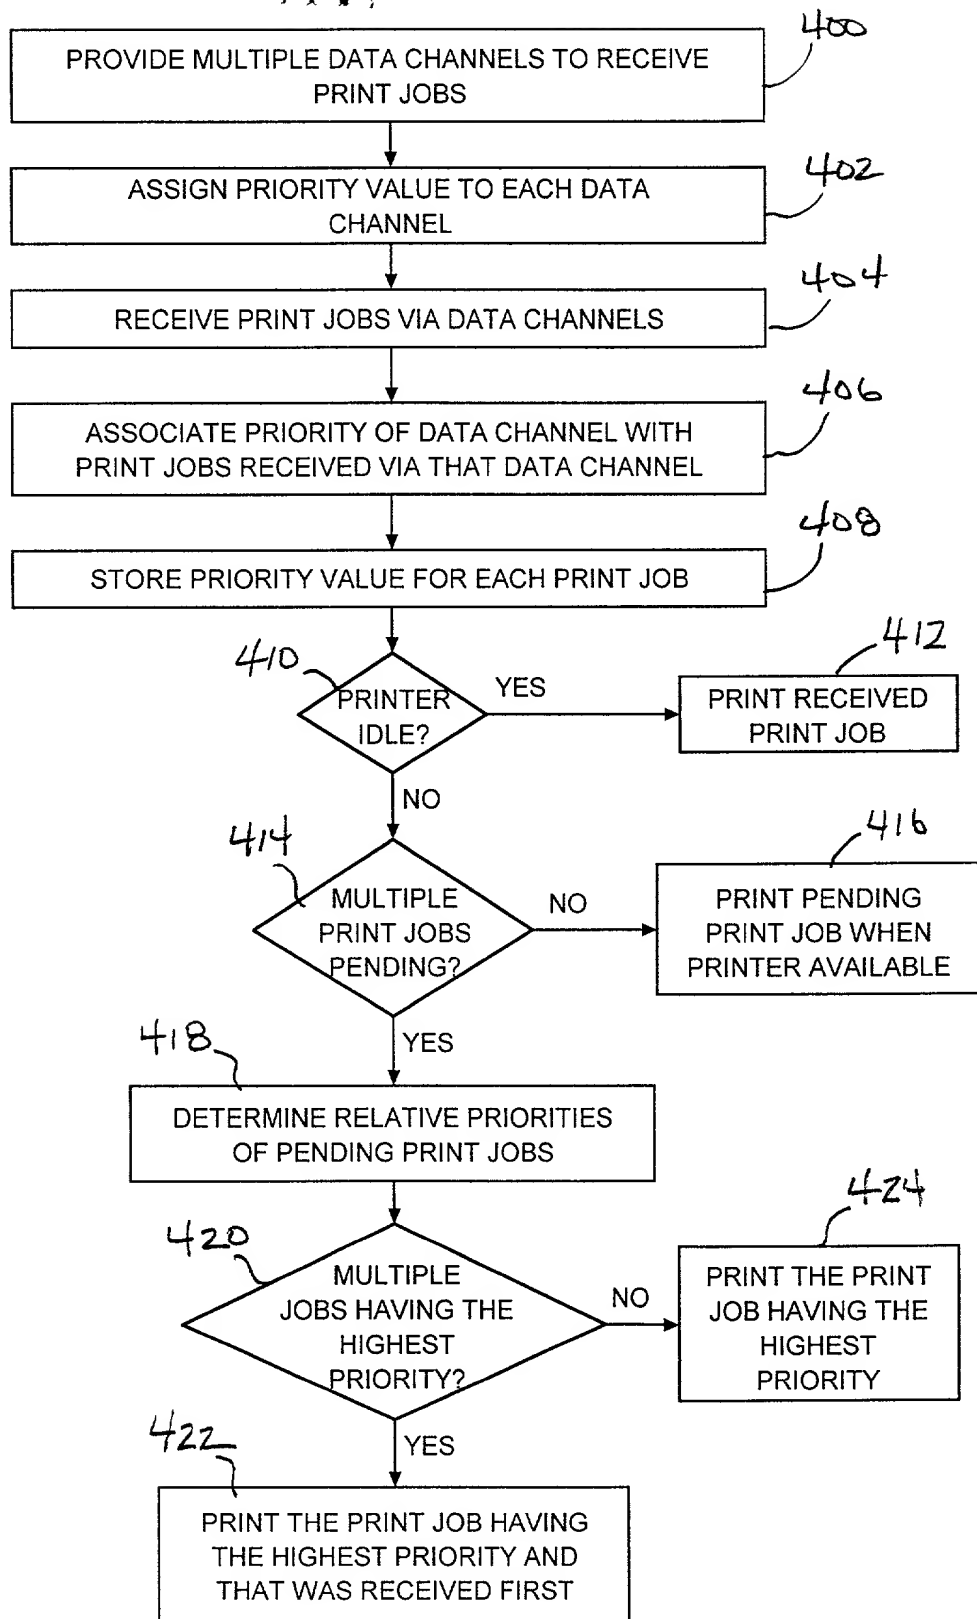 400
PROVIDE MULTIPLE DATA CHANNELS TO RECEIVE
PRINT JOBS
402
ASSIGN PRIORITY VALUE TO EACH DATA
CHANNEL
404
RECEIVE PRINT JOBS VIA DATA CHANNELS
406
ASSOCIATE PRIORITY OF DATA CHANNEL WITH
PRINT JOBS RECEIVED VIA THAT DATA CHANNEL
408
STORE PRIORITY VALUE FOR EACH PRINT JOB
410
PRINTER
IDLE?
YES
412
PRINT RECEIVED
PRINT JOB
NO
414
MULTIPLE
PRINT JOBS
PENDING?
NO
416
PRINT PENDING
PRINT JOB WHEN
PRINTER AVAILABLE
YES
418
DETERMINE RELATIVE PRIORITIES
OF PENDING PRINT JOBS
420
MULTIPLE
JOBS HAVING THE
HIGHEST
PRIORITY?
NO
424
PRINT THE PRINT
JOB HAVING THE
HIGHEST
PRIORITY
YES
422
PRINT THE PRINT JOB HAVING
THE HIGHEST PRIORITY AND
THAT WAS RECEIVED FIRST